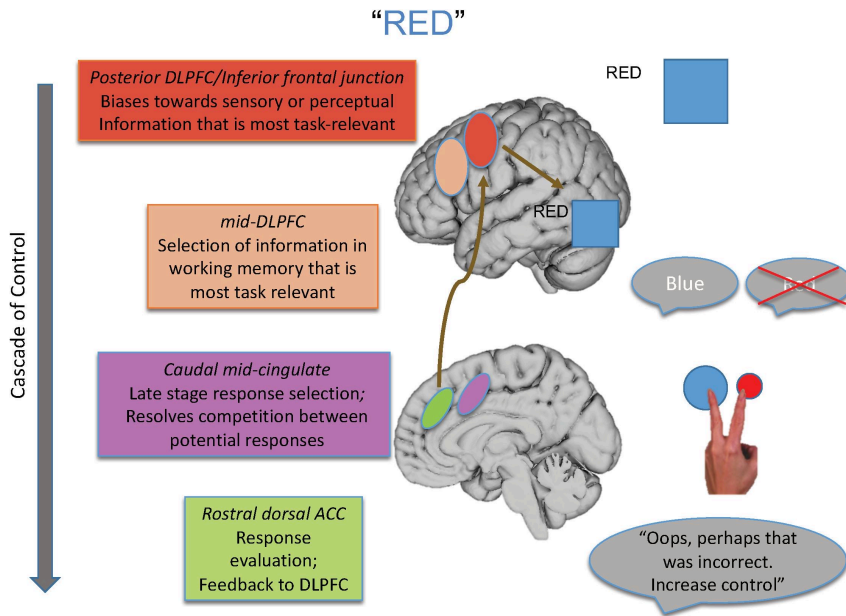 “RED”
Cascade of Control
Posterior DLPFC/Inferior frontal junction
Biases towards sensory or perceptual
Information that is most task-relevant
RED
mid-DLPFC
Selection of information in
working memory that is
most task relevant
RED
Blue
Red
Caudal mid-cingulate
Late stage response selection;
Resolves competition between
potential responses
Rostral dorsal ACC
Response
evaluation;
Feedback to DLPFC
“Oops, perhaps that
was incorrect.
Increase control”